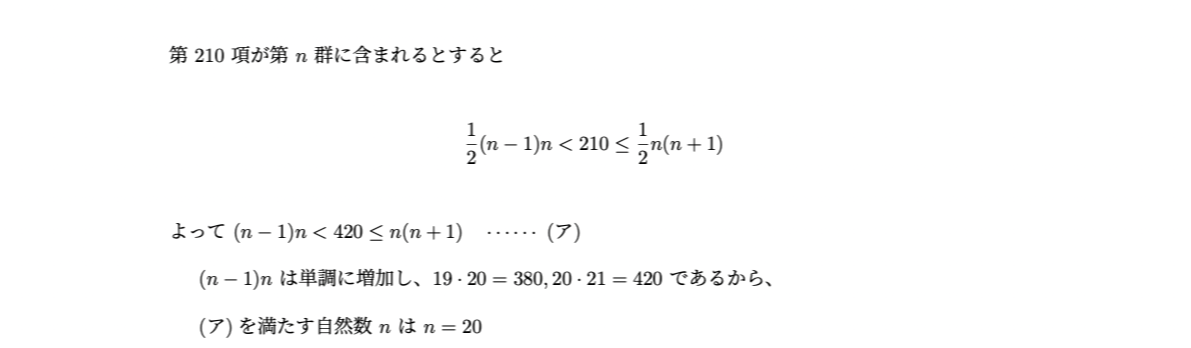 第 210 項が第 n 群に含まれるとすると
\frac{1}{2}(n − 1)n < 210 ≤ \frac{1}{2}n(n + 1)
よって (n − 1)n < 420 ≤ n(n + 1) ‥‥‥ (ア)
(n − 1)n は単調に増加し、19 · 20 = 380, 20 · 21 = 420 であるから、
(ア) を満たす自然数 n は n = 20